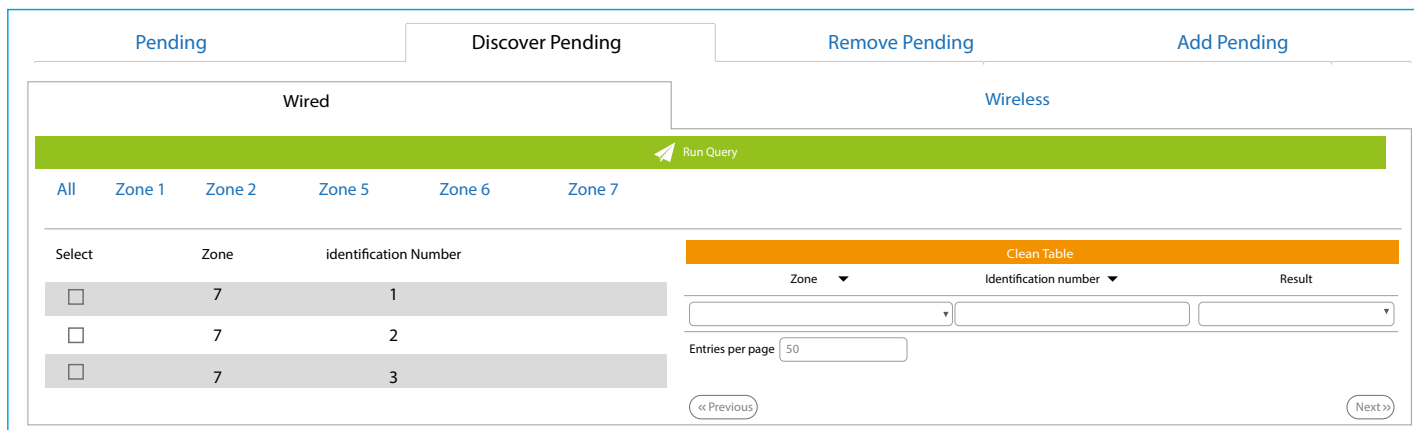 Pending Discover Pending Remove Pending Add Pending
Wired Wireless
Run Query
All Zone 1 Zone 2 Zone 5 Zone 6 Zone 7
Select Zone identification Number
7 1
7 2
7 3
Clean Table
Zone Identification number Result
Entries per page 50
« Previous Next »